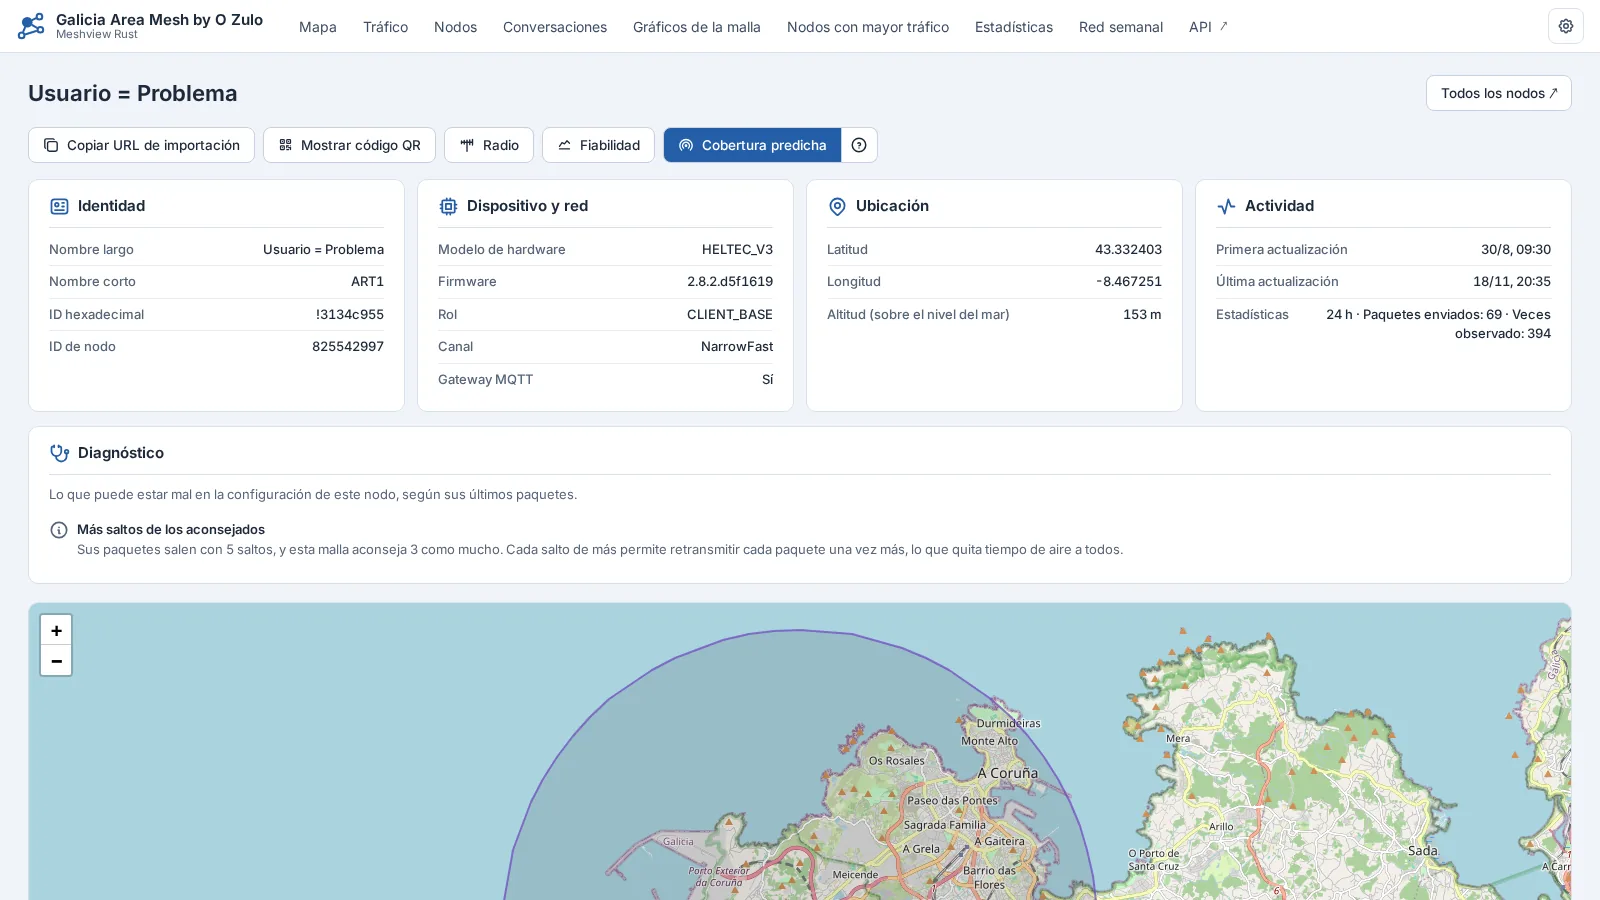 Galicia Area Mesh by O Zulo
Meshview Rust
Mapa
Tráfico
Nodos
Conversaciones
Gráficos de la malla
Nodos con mayor tráfico
Estadísticas
Red semanal
API ↗
Usuario = Problema
Todos los nodos ↗
Copiar URL de importación
Mostrar código QR
Radio
Fiabilidad
Cobertura predicha
Identidad
Nombre largo Usuario = Problema
Nombre corto ART1
ID hexadecimal !3134c955
ID de nodo 825542997
Dispositivo y red
Modelo de hardware HELTEC_V3
Firmware 2.8.2.d5f1619
Rol CLIENT_BASE
Canal NarrowFast
Gateway MQTT Sí
Ubicación
Latitud 43.332403
Longitud -8.467251
Altitud (sobre el nivel del mar) 153 m
Actividad
Primera actualización 30/8, 09:30
Última actualización 18/11, 20:35
Estadísticas 24 h · Paquetes enviados: 69 · Veces
observado: 394
Diagnóstico
Lo que puede estar mal en la configuración de este nodo, según sus últimos paquetes.
Más saltos de los aconsejados
Sus paquetes salen con 5 saltos, y esta malla aconseja 3 como mucho. Cada salto de más permite retransmitir cada paquete una vez más, lo que quita tiempo de aire a todos.
+
−
Galicia
Durmideiras
Monte Alto
Mera
Os Rosales
A Coruña
Paseo das Pontes
Sagrada Familia
Arillo
Galicia
A Grela
A Gaiteira
O Porto de
Santa Cruz
Sada
Porto Exterior
da Coruña
Meicende
Barrio das
Flores
A Carr
6